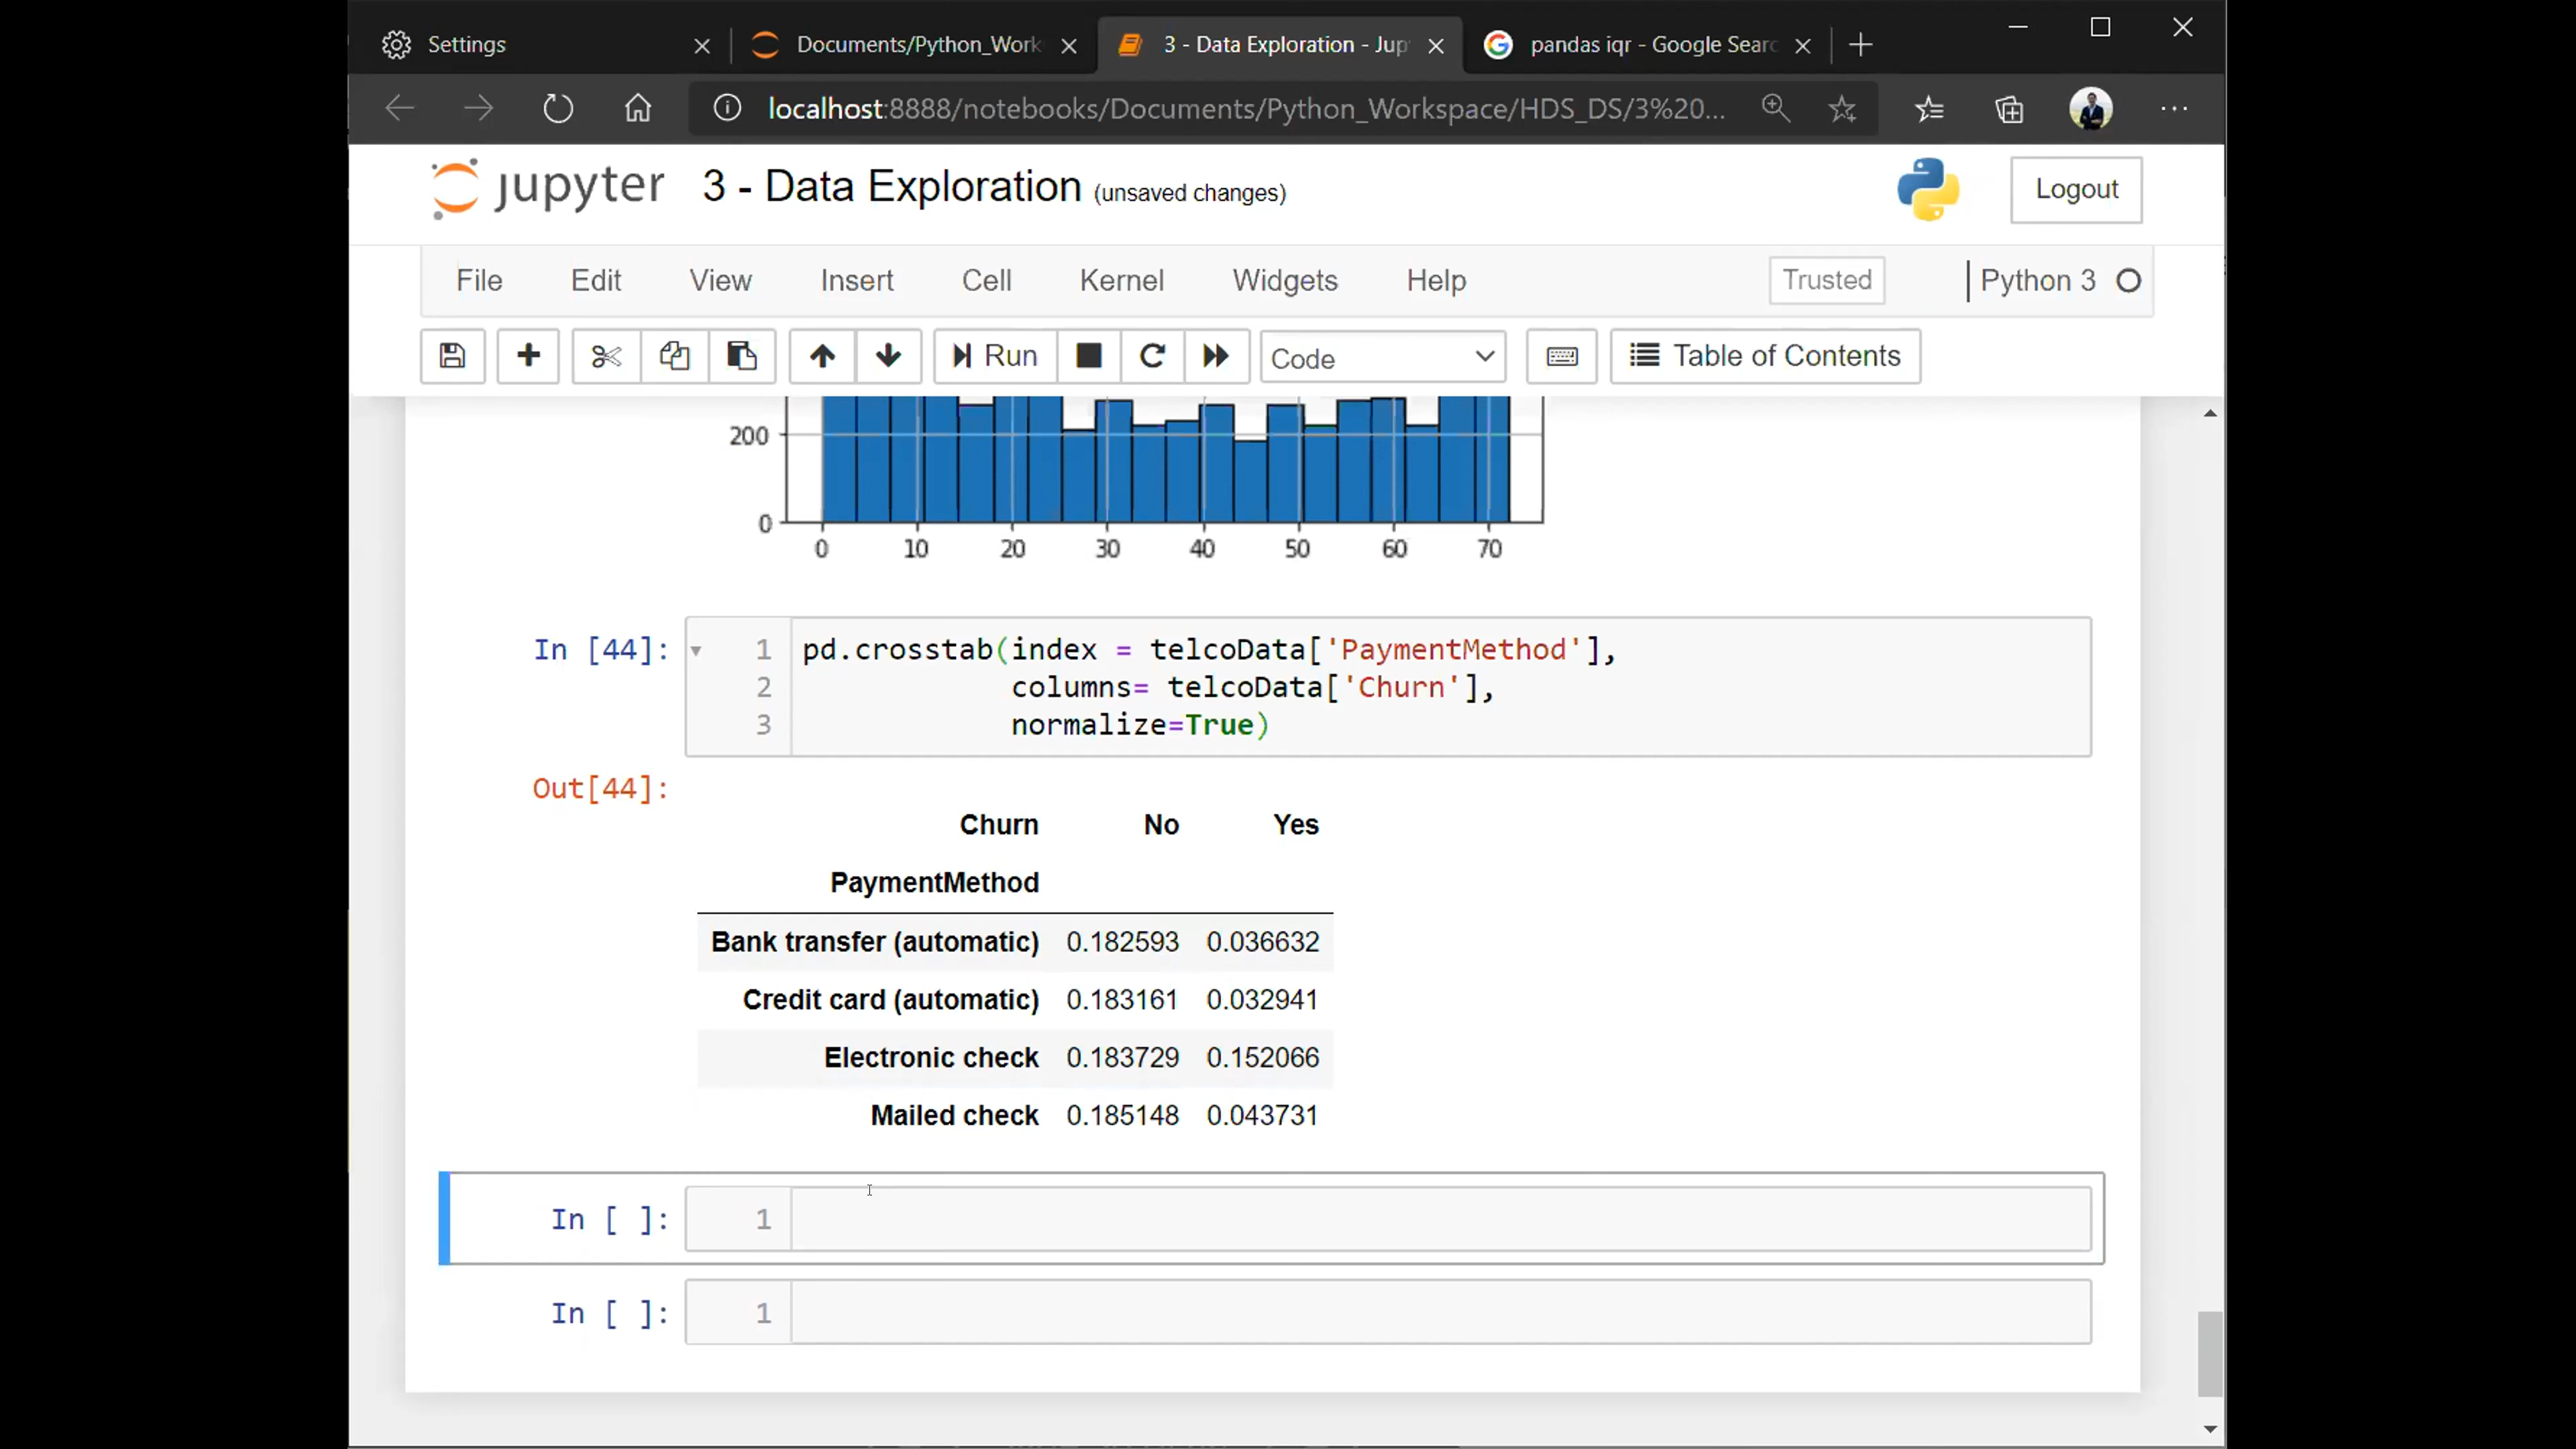 Settings
Documents/Python_Work
3 - Data Exploration - Jup
pandas iqr - Google Searc
localhost:8888/notebooks/Documents/Python_Workspace/HDS_DS/3%20...
jupyter 3 - Data Exploration (unsaved changes)
Logout
File Edit View Insert Cell Kernel Widgets Help
Trusted
Python 3
Run
Code
Table of Contents
200
0
0 10 20 30 40 50 60 70
In [44]:
1 pd.crosstab(index = telcoData['PaymentMethod'],
2 columns= telcoData['Churn'],
3 normalize=True)
Out[44]:
Churn No Yes
PaymentMethod
Bank transfer (automatic) 0.182593 0.036632
Credit card (automatic) 0.183161 0.032941
Electronic check 0.183729 0.152066
Mailed check 0.185148 0.043731
In [ ]: 1
In [ ]: 1